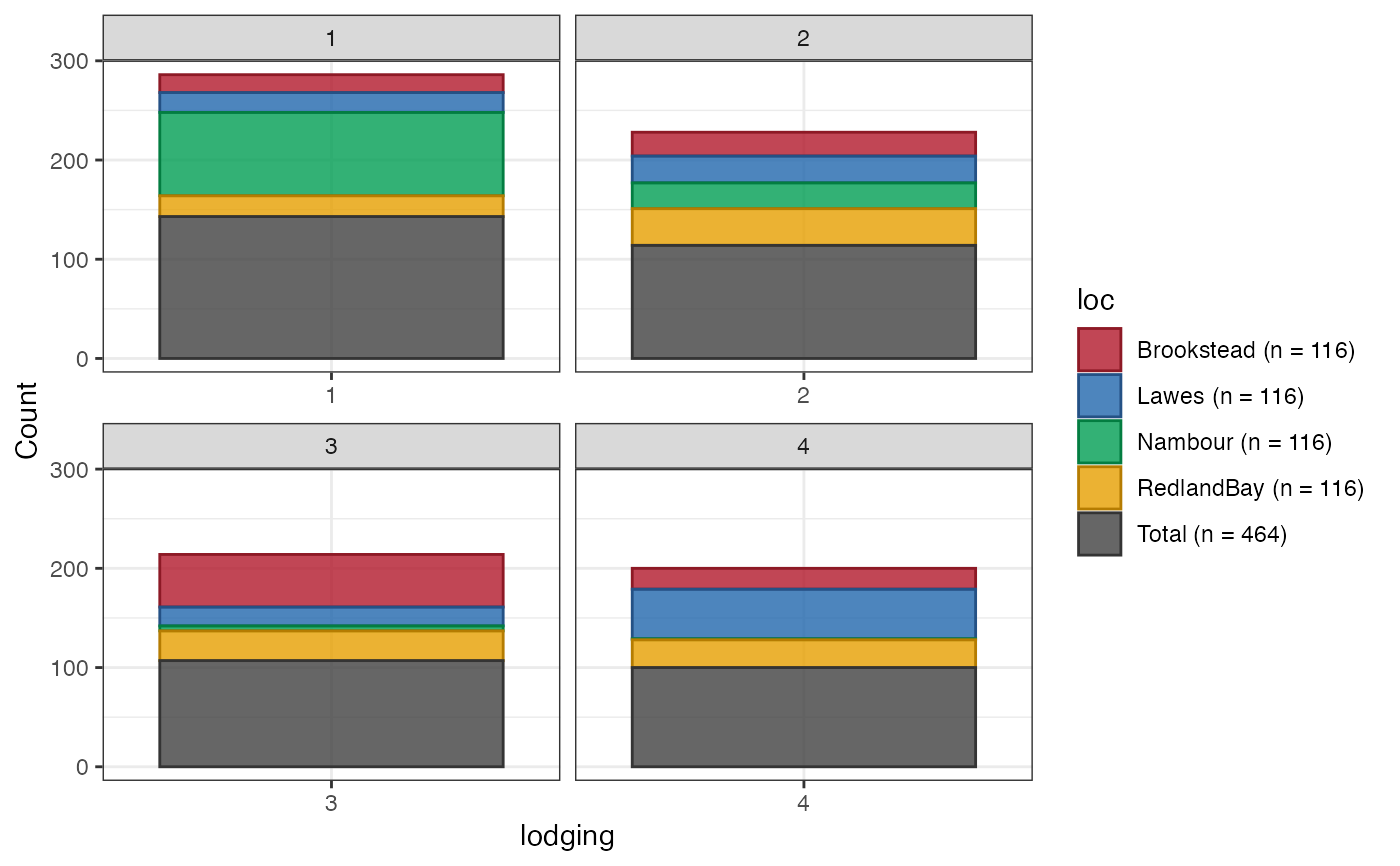 1
2
300
200
100
0
1
2
3
4
300
200
100
0
3
4
Count
lodging
loc
Brookstead (n = 116)
Lawes (n = 116)
Nambour (n = 116)
RedlandBay (n = 116)
Total (n = 464)